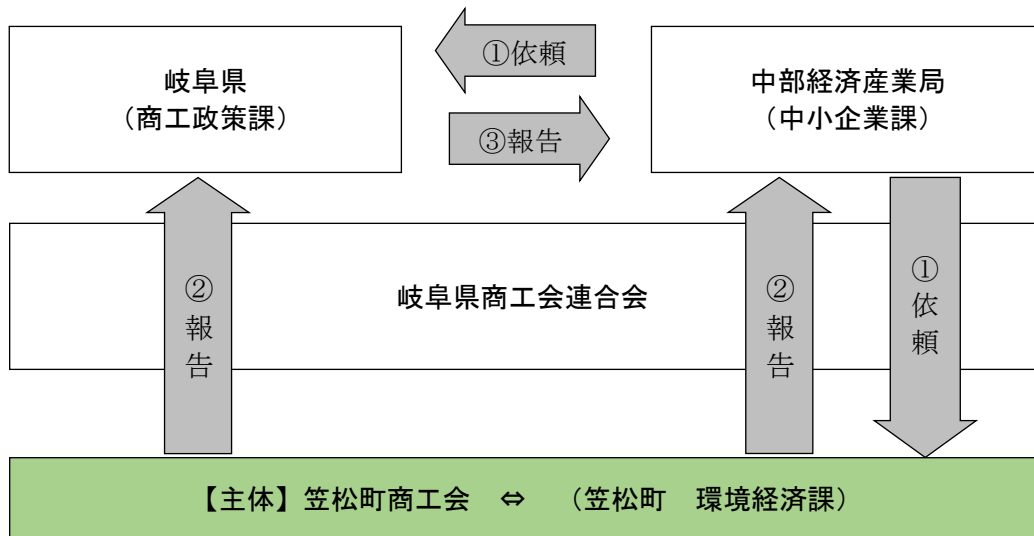 岐阜県
（商工政策課）
①依頼
③報告
中部経済産業局
（中小企業課）
②報告
岐阜県商工会連合会
②報告
①依頼
【主体】笠松町商工会　⇔　（笠松町　環境経済課）